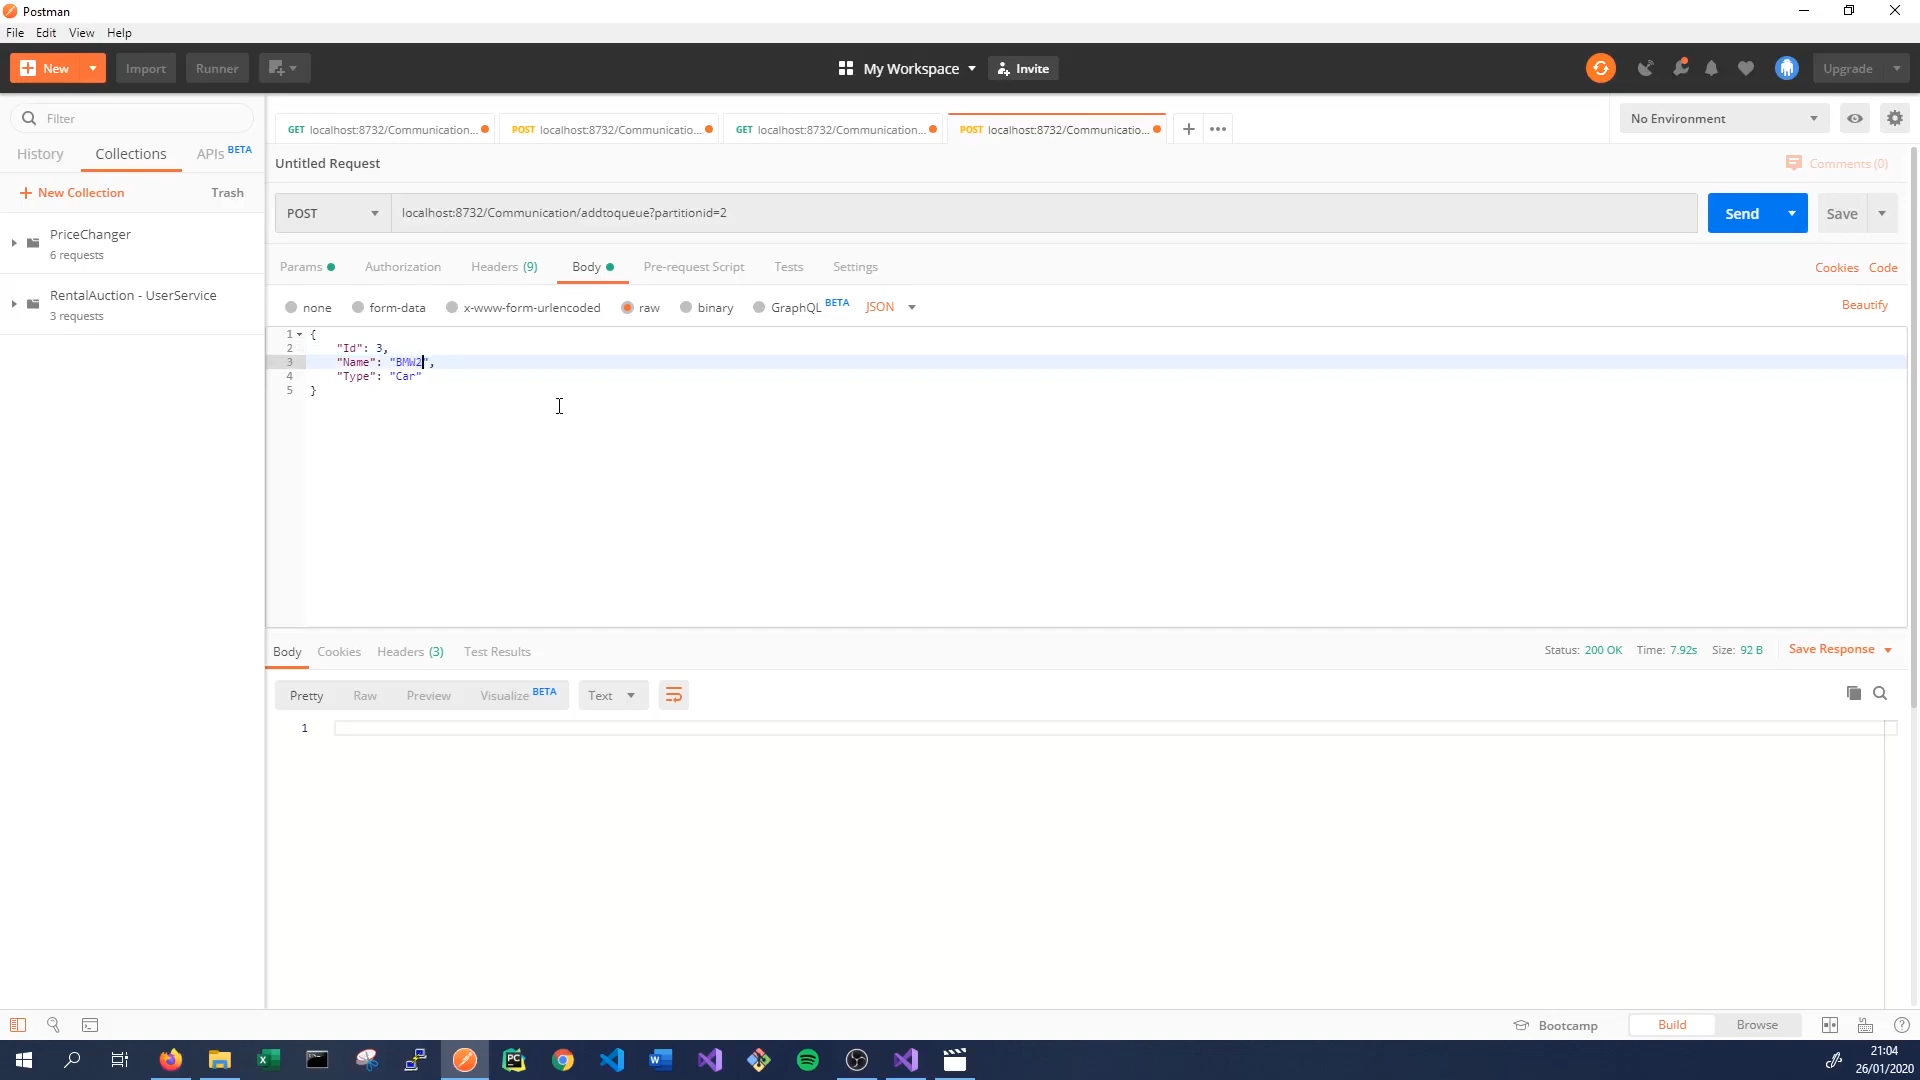 Postman
File Edit View Help
New Import Runner My Workspace Invite Upgrade
Filter
GET localhost:8732/Communication... POST localhost:8732/Communicatio... GET localhost:8732/Communication... POST localhost:8732/Communicatio... No Environment
History Collections APIs BETA
Untitled Request Comments (0)
New Collection Trash
POST localhost:8732/Communication/addtoqueue?partitionid=2 Send Save
PriceChanger
6 requests
Params Authorization Headers (9) Body Pre-request Script Tests Settings Cookies Code
RentalAuction - UserService
3 requests
none form-data x-www-form-urlencoded raw binary GraphQL BETA JSON Beautify
1 {
2 "Id": 3,
3 "Name": "BMW2",
4 "Type": "Car"
5 }
Body Cookies Headers (3) Test Results Status: 200 OK Time: 7.92s Size: 92 B Save Response
Pretty Raw Preview Visualize BETA Text
1
Bootcamp Build Browse
21:04
26/01/2020